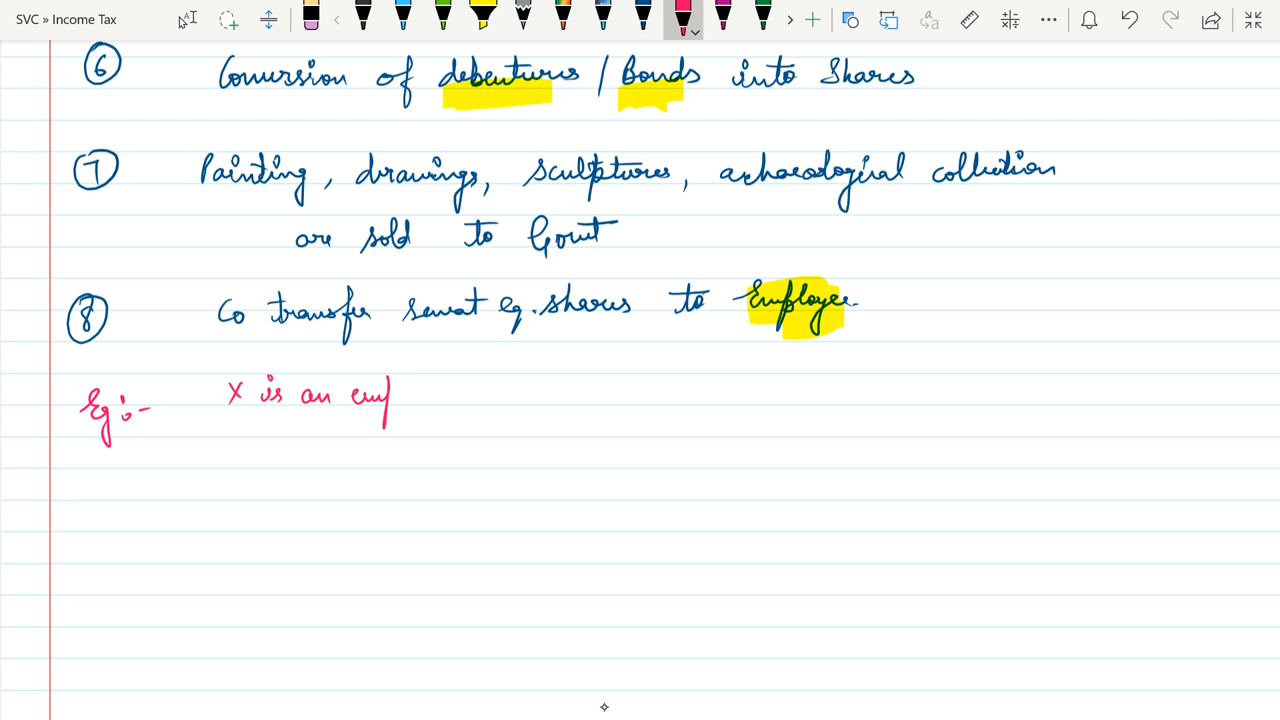 SVC » Income Tax
6 Conversion of debentures / Bonds into Shares
7 Painting, drawings, sculptures, archaeological collection
are sold to Govt
8 Co transfer sweat eq. shares to Employee.
Eg:- X is an emp